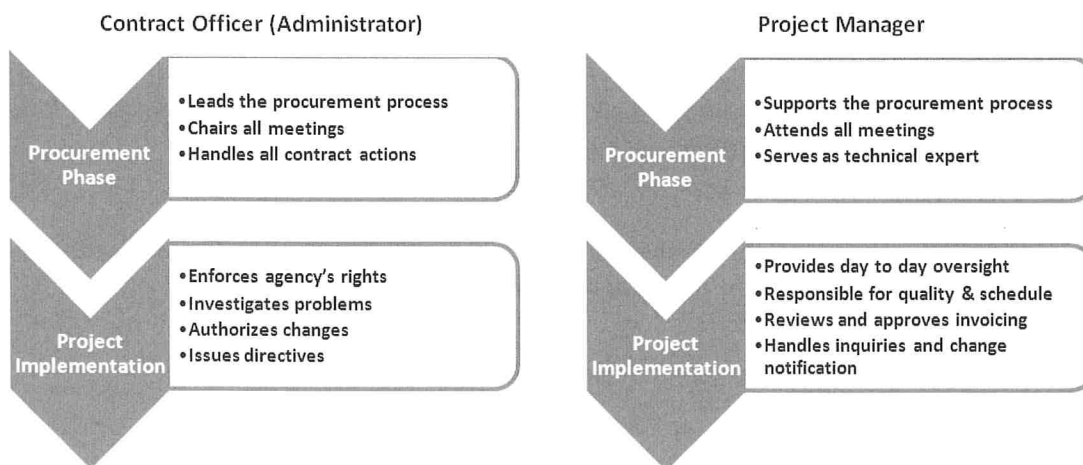 Contract Officer (Administrator)
Procurement
Phase
•Leads the procurement process
•Chairs all meetings
•Handles all contract actions
Project
Implementation
•Enforces agency's rights
•Investigates problems
•Authorizes changes
•Issues directives
Project Manager
Procurement
Phase
•Supports the procurement process
•Attends all meetings
•Serves as technical expert
Project
Implementation
•Provides day to day oversight
•Responsible for quality & schedule
•Reviews and approves invoicing
•Handles inquiries and change
notification